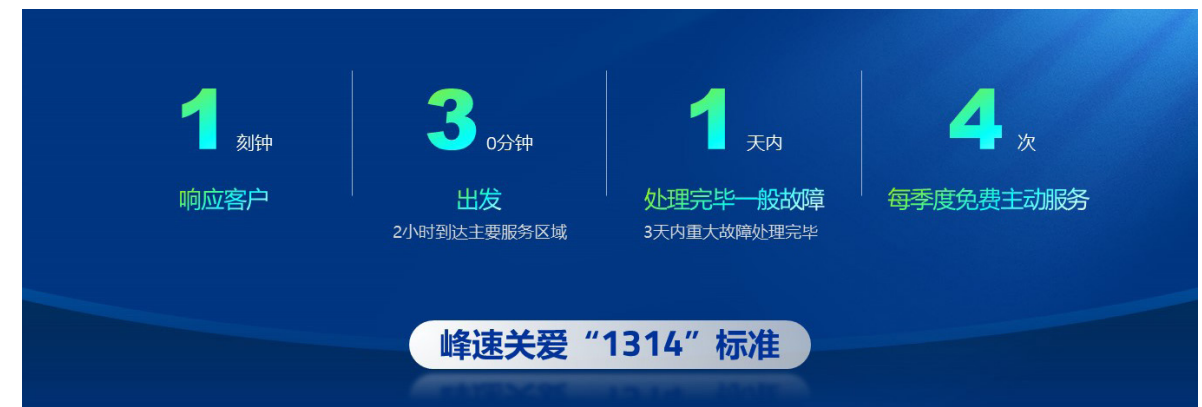 1刻钟
响应客户
30分钟
出发
2小时到达主要服务区域
1天内
处理完毕一般故障
3天内重大故障处理完毕
4次
每季度免费主动服务
峰速关爱“1314”标准